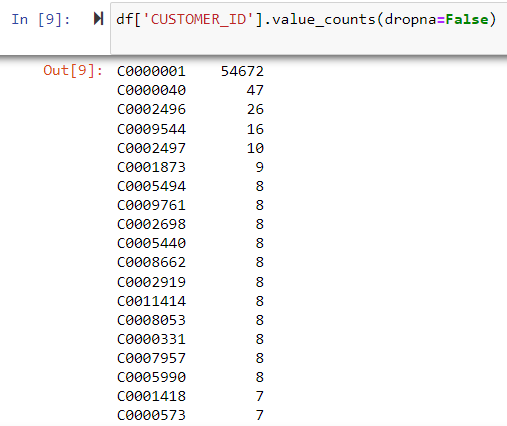 In [9]: df['CUSTOMER_ID'].value_counts(dropna=False)
Out[9]: C0000001 54672
C0000040 47
C0002496 26
C0009544 16
C0002497 10
C0001873 9
C0005494 8
C0009761 8
C0002698 8
C0005440 8
C0008662 8
C0002919 8
C0011414 8
C0008053 8
C0000331 8
C0007957 8
C0005990 8
C0001418 7
C0000573 7